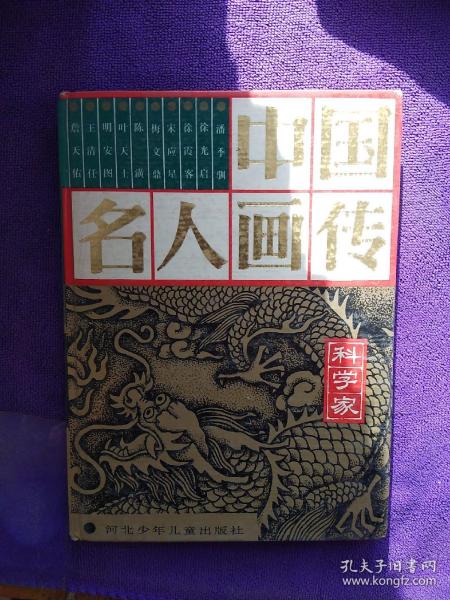 中国
名人画传
潘季驯
徐光启
徐霞客
宋应星
梅文鼎
陈潢
叶天士
明安图
王清任
詹天佑
科学家
河北少年儿童出版社
孔夫子旧书网
www.kongfz.com